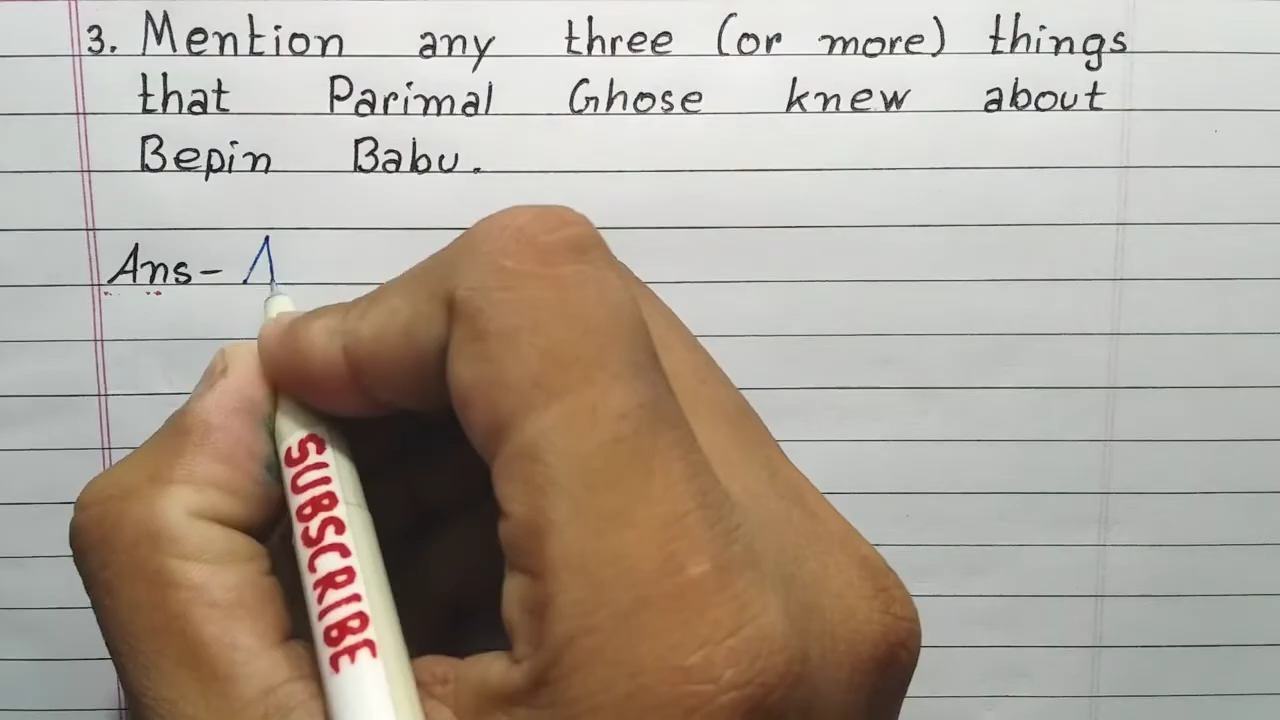 3. Mention any three (or more) things
that Parimal Ghose knew about
Bepin Babu.
Ans- A
SUBSCRIBE